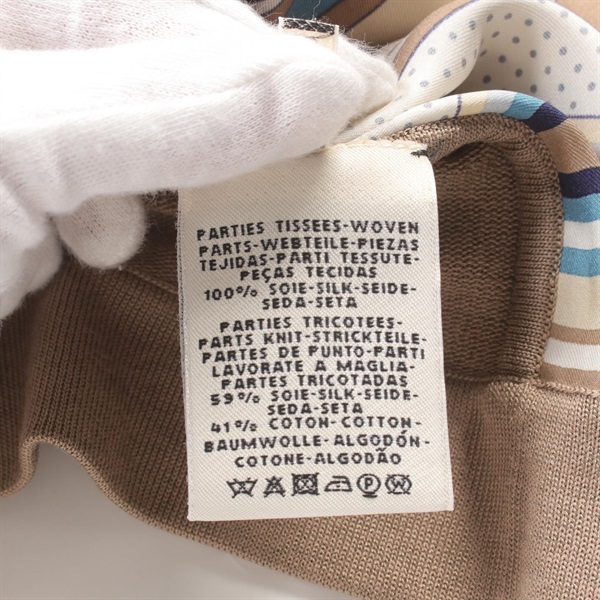 PARTIES TISSEES-WOVEN
PARTS-WEBTEILE-PIEZAS
TEJIDAS-PARTI TESSUTE-
PEÇAS TECIDAS
100% SOIE-SILK-SEIDE-
SEDA-SETA
PARTIES TRICOTEES-
PARTS KNIT-STRICKTEILE-
PARTES DE PUNTO-PARTI
LAVORATE A MAGLIA-
PARTES TRICOTADAS
59% SOIE-SILK-SEIDE-
SEDA-SETA
41% COTON-COTTON-
BAUMWOLLE-ALGODÓN-
COTONE-ALGODÃO
P W